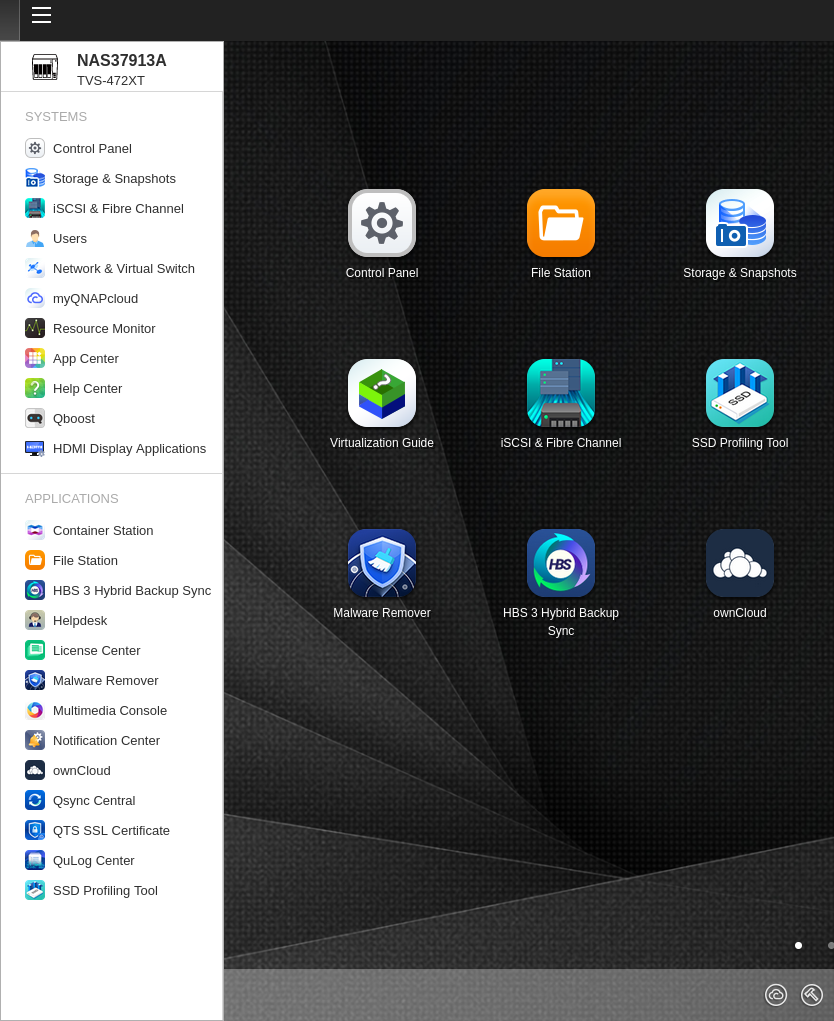 NAS37913A
TVS-472XT
SYSTEMS
Control Panel
Storage & Snapshots
iSCSI & Fibre Channel
Users
Network & Virtual Switch
myQNAPcloud
Resource Monitor
App Center
Help Center
Qboost
HDMI Display Applications
APPLICATIONS
Container Station
File Station
HBS 3 Hybrid Backup Sync
Helpdesk
License Center
Malware Remover
Multimedia Console
Notification Center
ownCloud
Qsync Central
QTS SSL Certificate
QuLog Center
SSD Profiling Tool
Control Panel
File Station
Storage & Snapshots
?
SSD
Virtualization Guide
iSCSI & Fibre Channel
SSD Profiling Tool
HBS
Malware Remover
HBS 3 Hybrid Backup
Sync
ownCloud